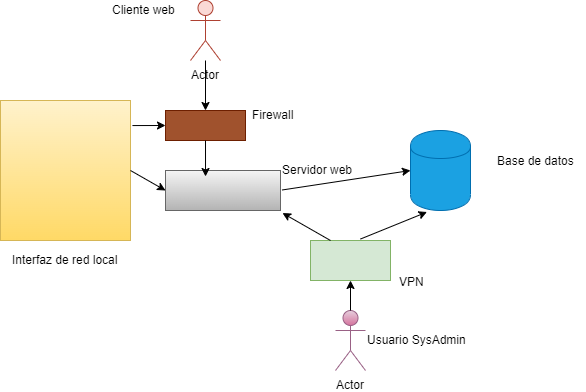 Cliente web
Actor
Firewall
Servidor web
Base de datos
Interfaz de red local
VPN
Usuario SysAdmin
Actor